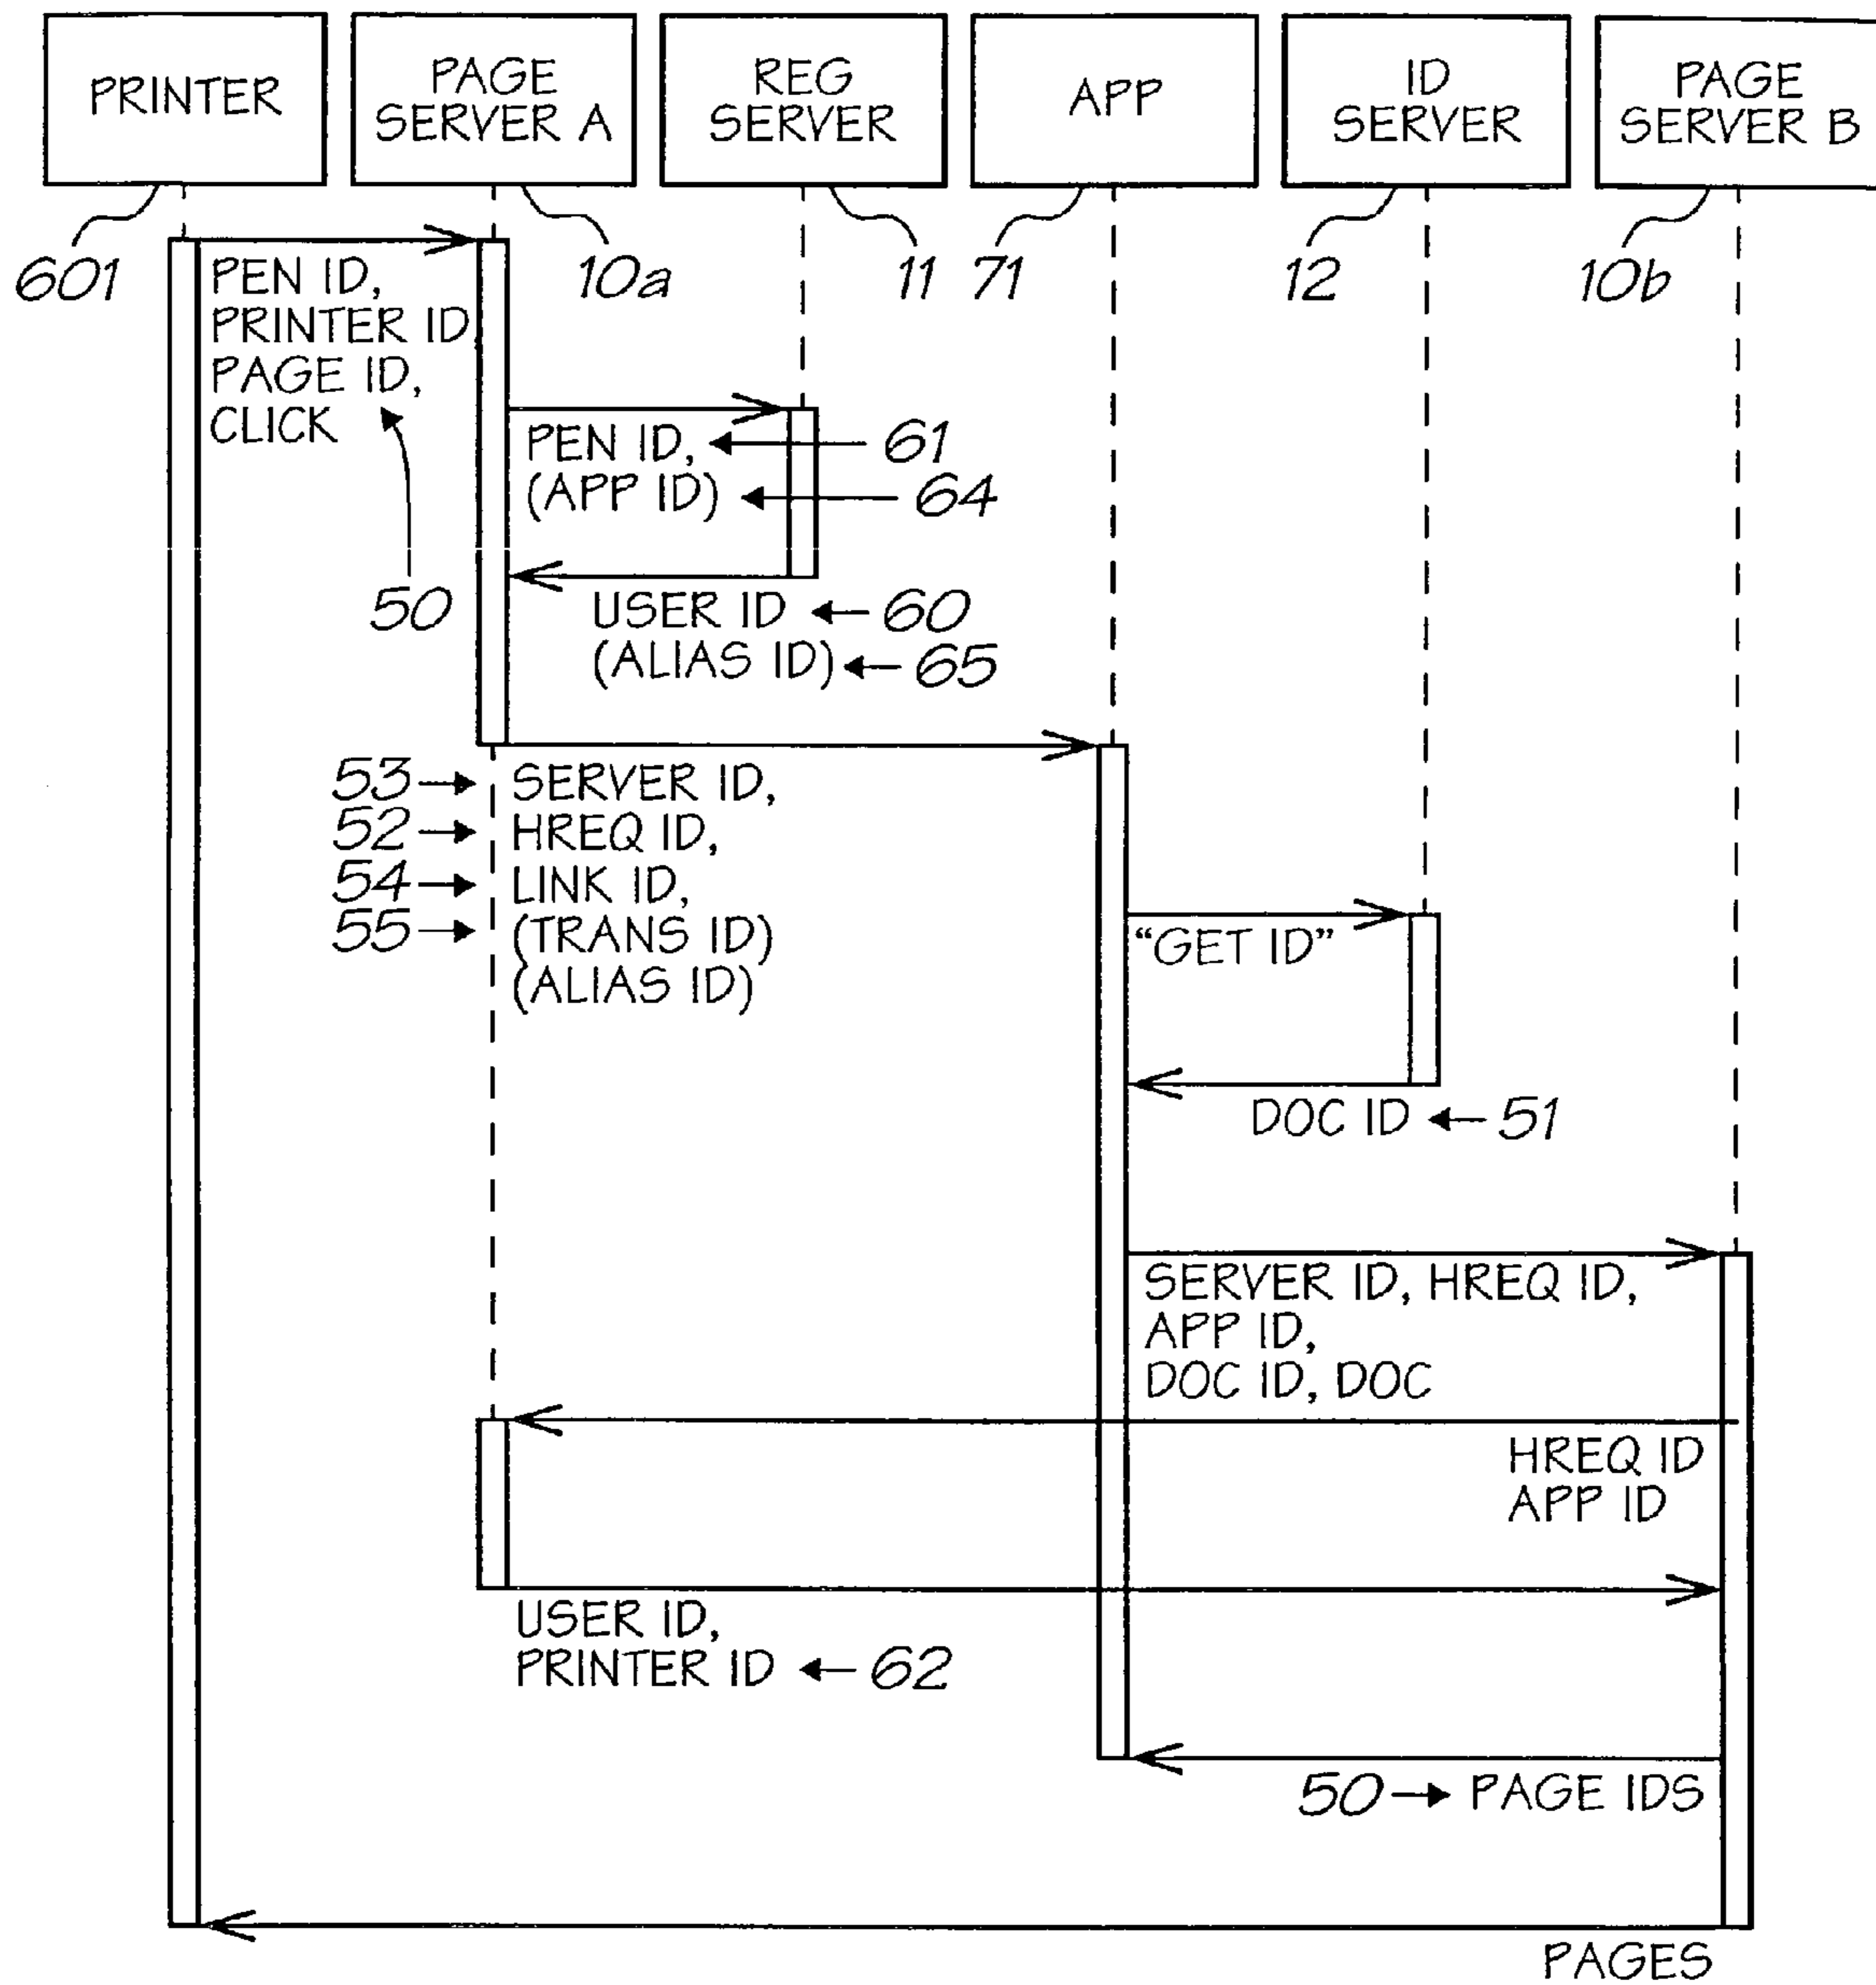 PRINTER
PAGE
SERVER A
REG
SERVER
APP
ID
SERVER
PAGE
SERVER B
601
10a
11
71
12
10b
PEN ID,
PRINTER ID
PAGE ID,
CLICK
50
PEN ID,
61
(APP ID)
64
USER ID
60
(ALIAS ID)
65
53
SERVER ID,
52
HREQ ID,
54
LINK ID,
55
(TRANS ID)
(ALIAS ID)
“GET ID”
DOC ID
51
SERVER ID, HREQ ID,
APP ID,
DOC ID, DOC
HREQ ID
APP ID
USER ID,
PRINTER ID
62
50
PAGE IDS
PAGES